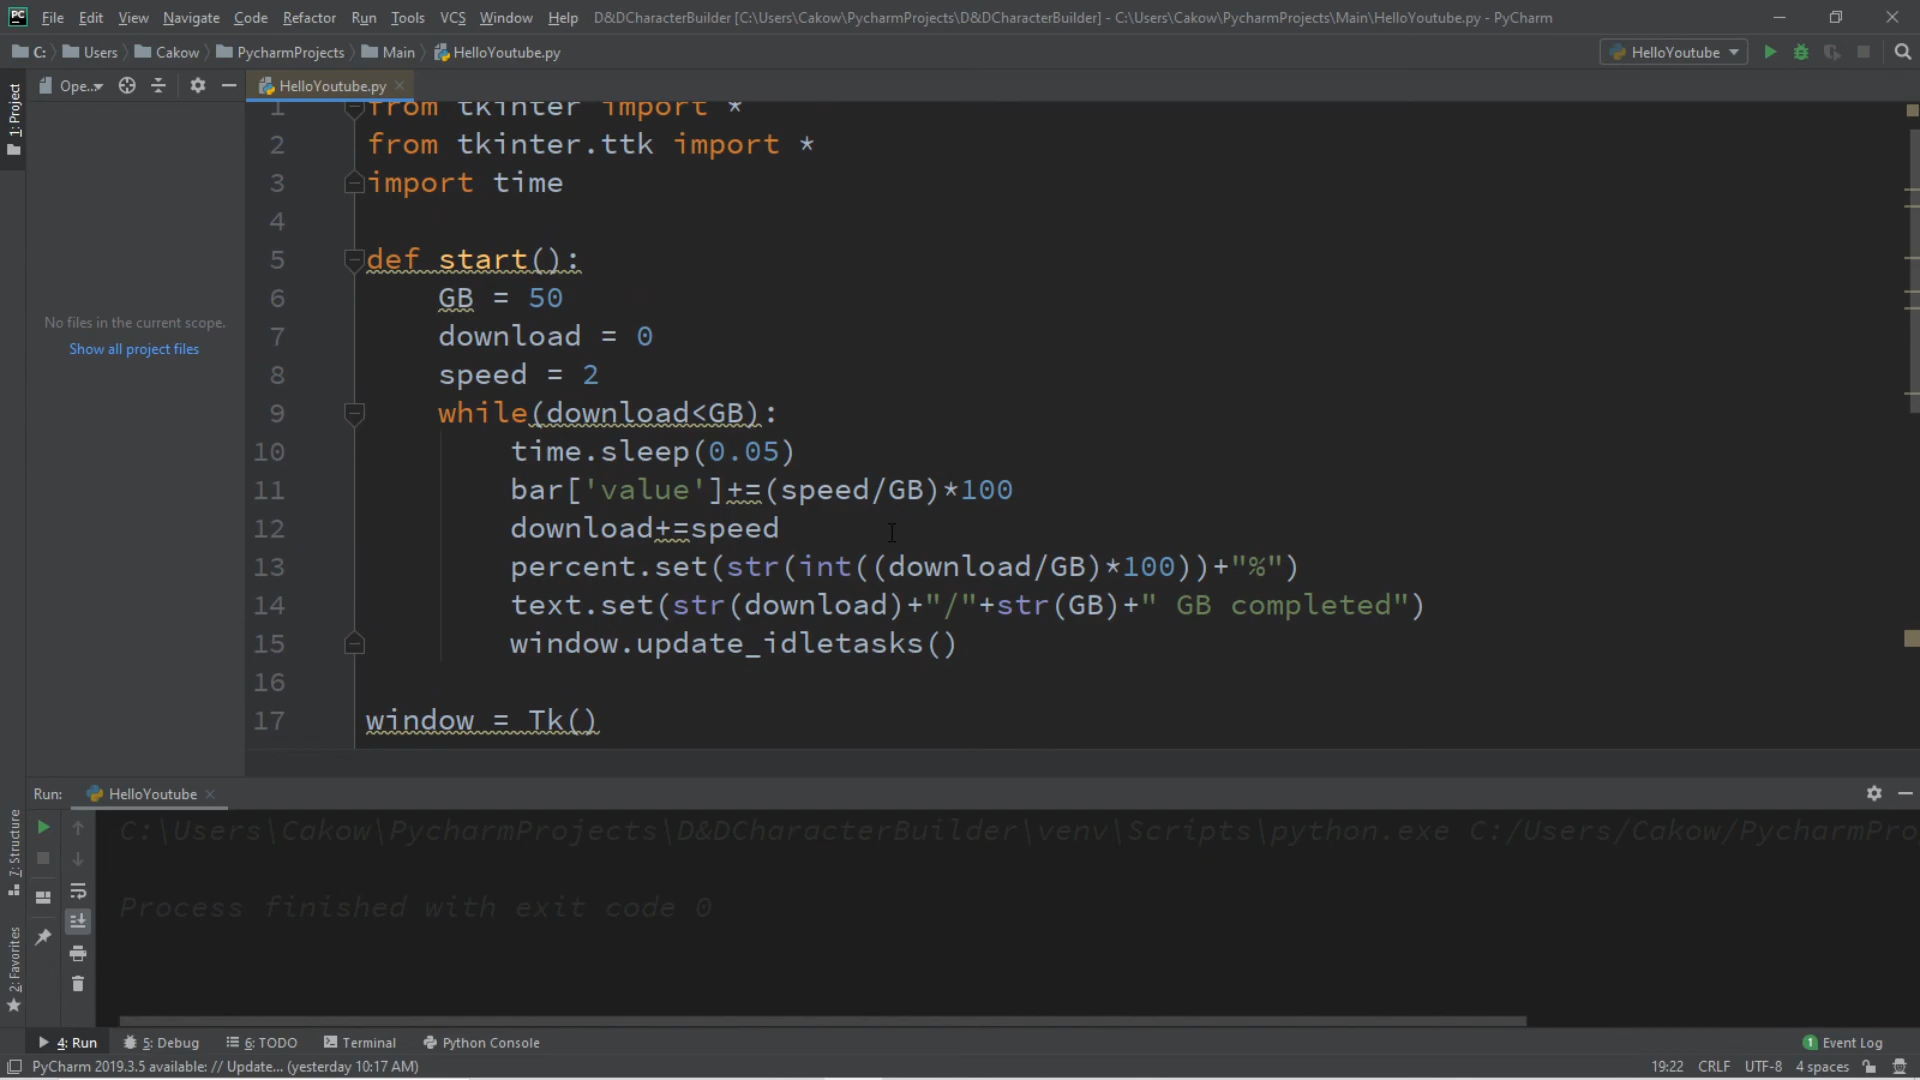 File Edit View Navigate Code Refactor Run Tools VCS Window Help D&DCharacterBuilder [C:\Users\Cakow\PycharmProjects\D&DCharacterBuilder] - C:\Users\Cakow\PycharmProjects\Main\HelloYoutube.py - PyCharm
C: Users Cakow PycharmProjects Main HelloYoutube.py HelloYoutube
1: Project
Ope... HelloYoutube.py
No files in the current scope.
Show all project files
1 from tkinter import *
2 from tkinter.ttk import *
3 import time
4
5 def start():
6 GB = 50
7 download = 0
8 speed = 2
9 while(download<GB):
10 time.sleep(0.05)
11 bar['value']+=(speed/GB)*100
12 download+=speed
13 percent.set(str(int((download/GB)*100))+"%")
14 text.set(str(download)+"/"+str(GB)+" GB completed")
15 window.update_idletasks()
16
17 window = Tk()
Run: HelloYoutube
7: Structure
2: Favorites
C:\Users\Cakow\PycharmProjects\D&DCharacterBuilder\venv\Scripts\python.exe C:/Users/Cakow/PycharmPro
Process finished with exit code 0
4: Run 5: Debug 6: TODO Terminal Python Console 1 Event Log
PyCharm 2019.3.5 available: // Update... (yesterday 10:17 AM) 19:22 CRLF UTF-8 4 spaces